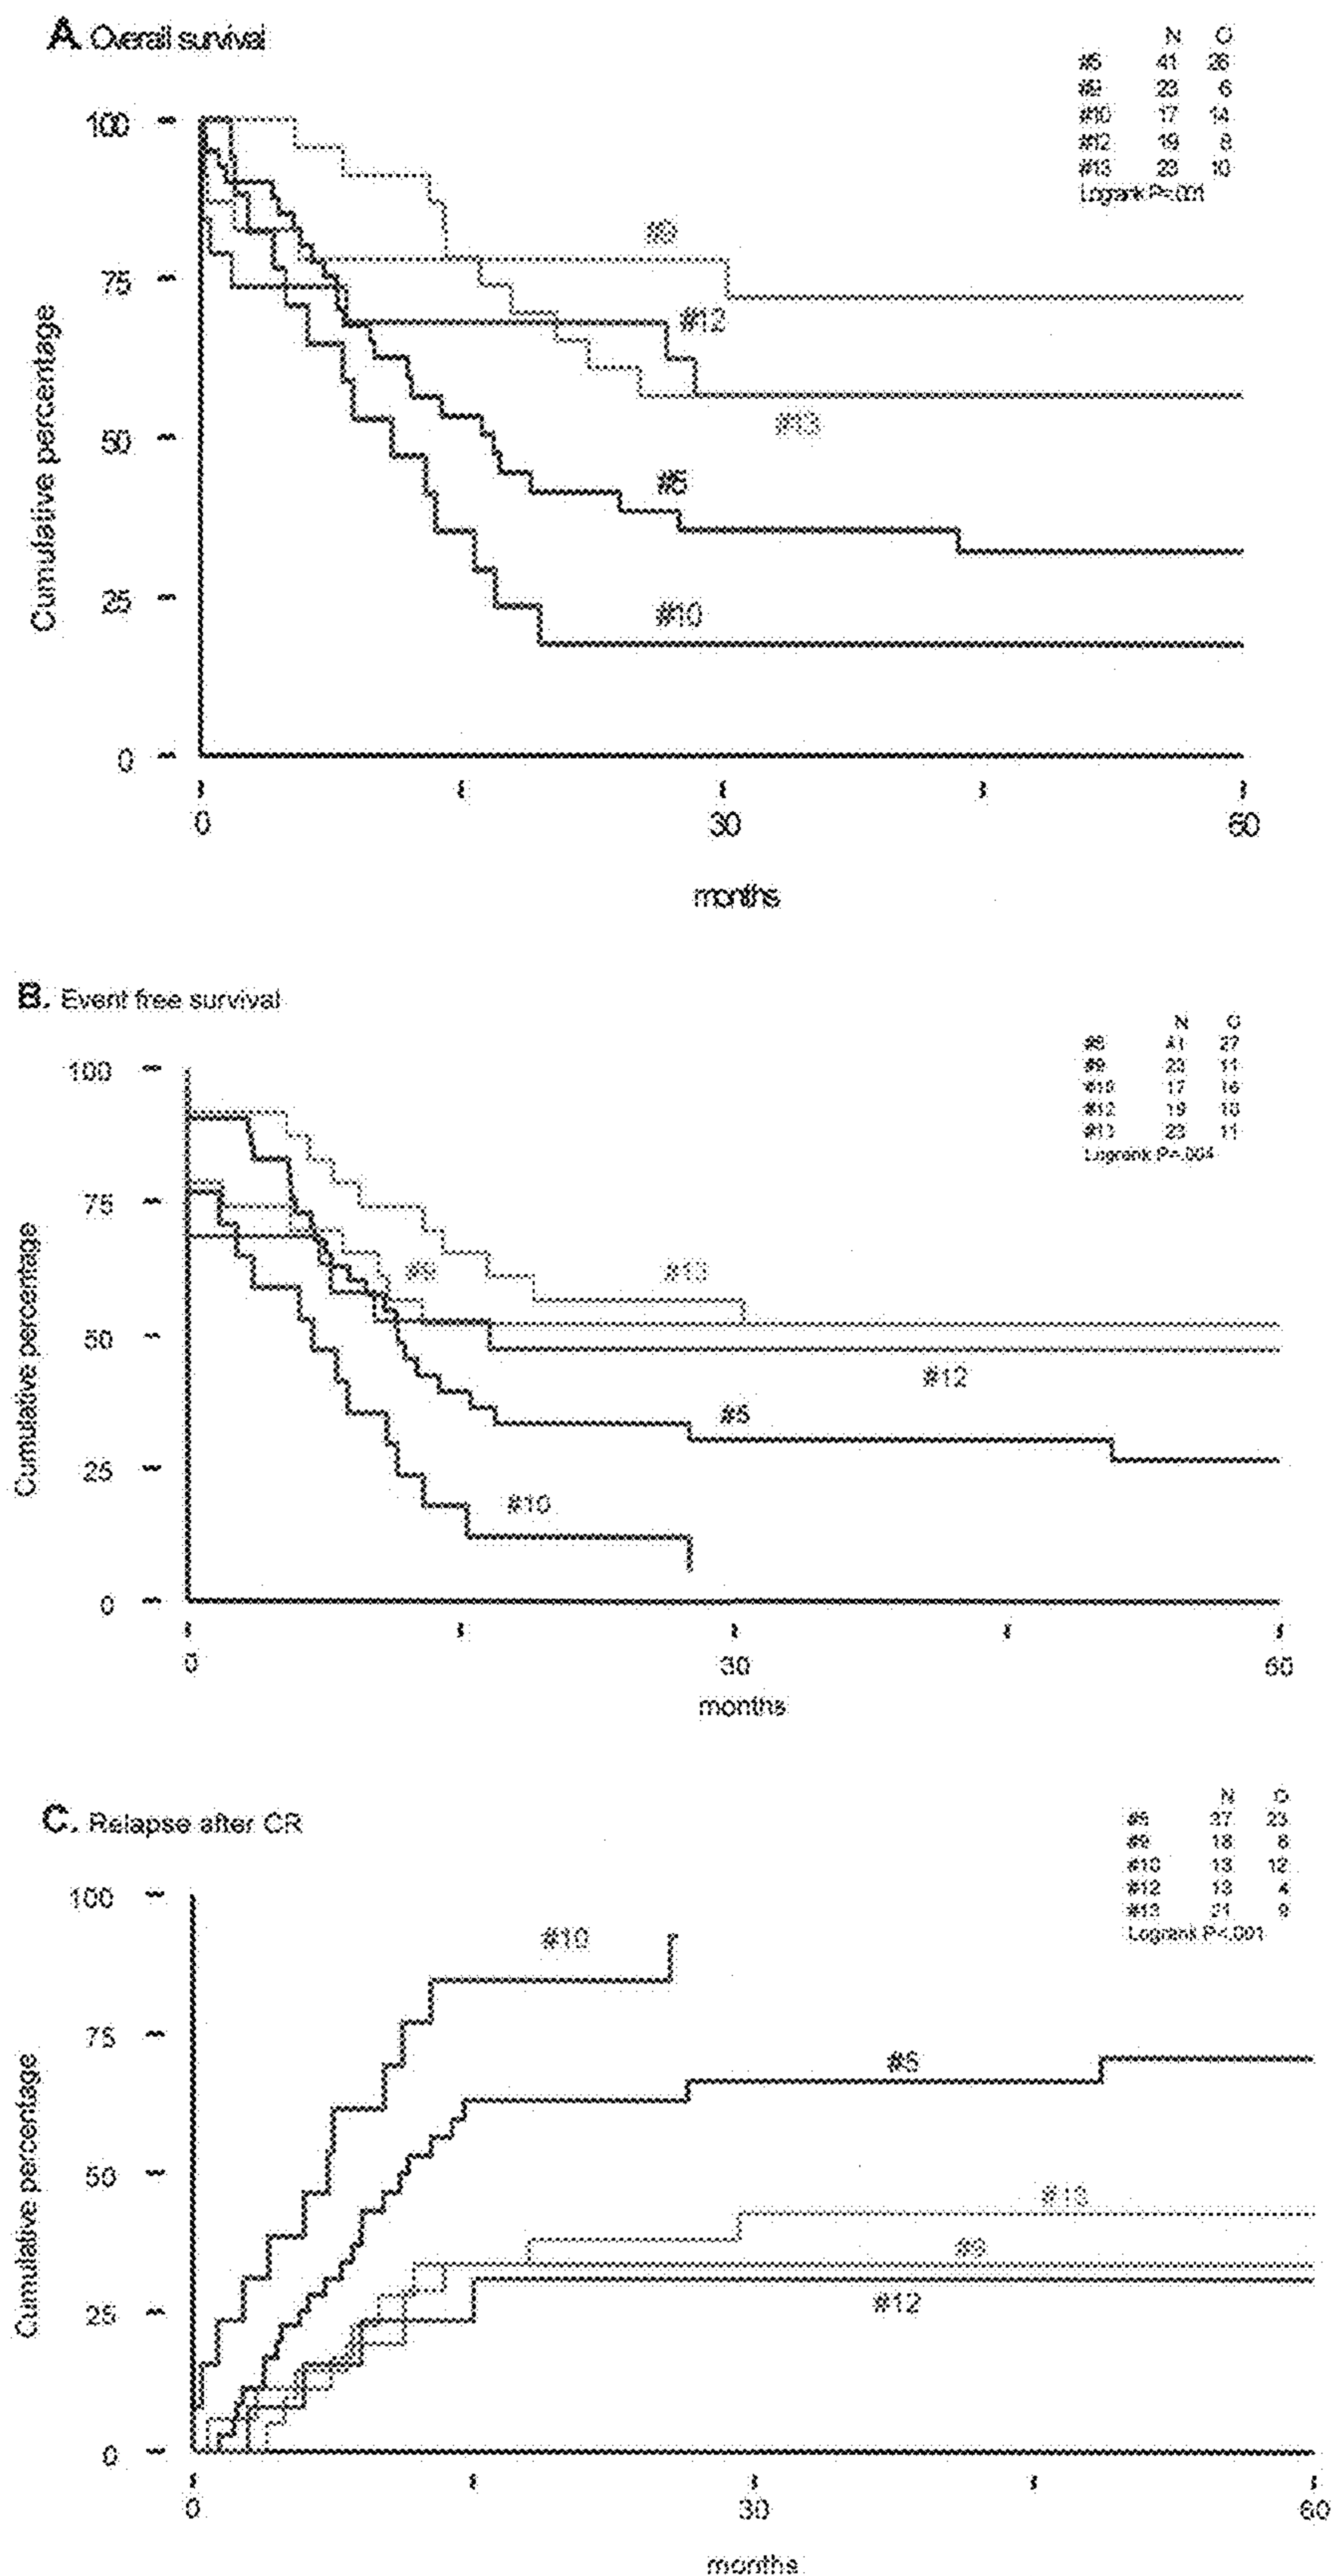 A. Overall survival
N O
#5 41 26
#9 23 6
#10 17 14
#12 19 8
#13 23 10
Logrank P<.001
100
75
50
25
0
Cumulative percentage
#9
#12
#13
#5
#10
0 30 60
months
B. Event free survival
N O
#5 41 27
#9 23 11
#10 17 16
#12 19 10
#13 23 11
Logrank P=.004
100
75
50
25
0
Cumulative percentage
#9
#13
#12
#5
#10
0 30 60
months
C. Relapse after CR
N O
#5 37 23
#9 18 6
#10 13 12
#12 13 4
#13 21 9
Logrank P<.001
100
75
50
25
0
Cumulative percentage
#10
#5
#13
#9
#12
0 30 60
months